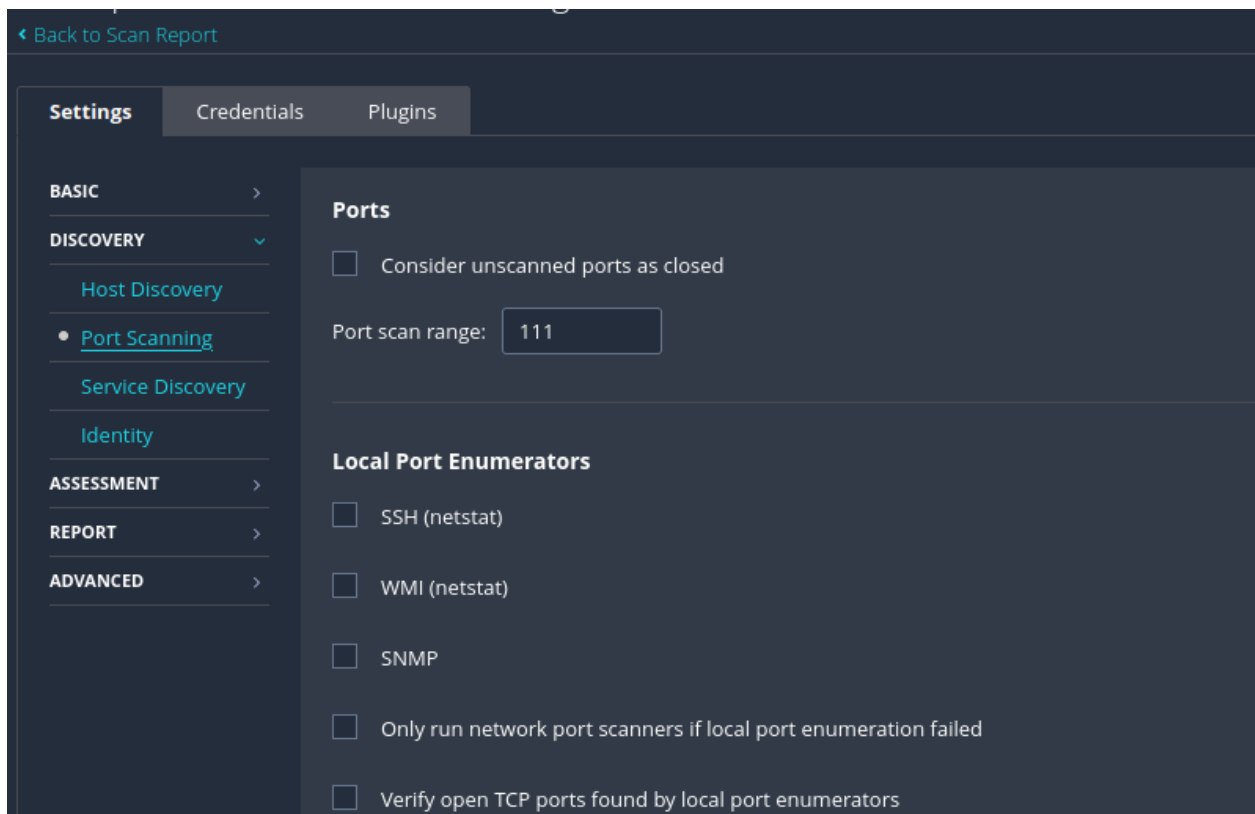 Back to Scan Report
Settings
Credentials
Plugins
BASIC
DISCOVERY
Host Discovery
Port Scanning
Service Discovery
Identity
ASSESSMENT
REPORT
ADVANCED
Ports
Consider unscanned ports as closed
Port scan range: 111
Local Port Enumerators
SSH (netstat)
WMI (netstat)
SNMP
Only run network port scanners if local port enumeration failed
Verify open TCP ports found by local port enumerators